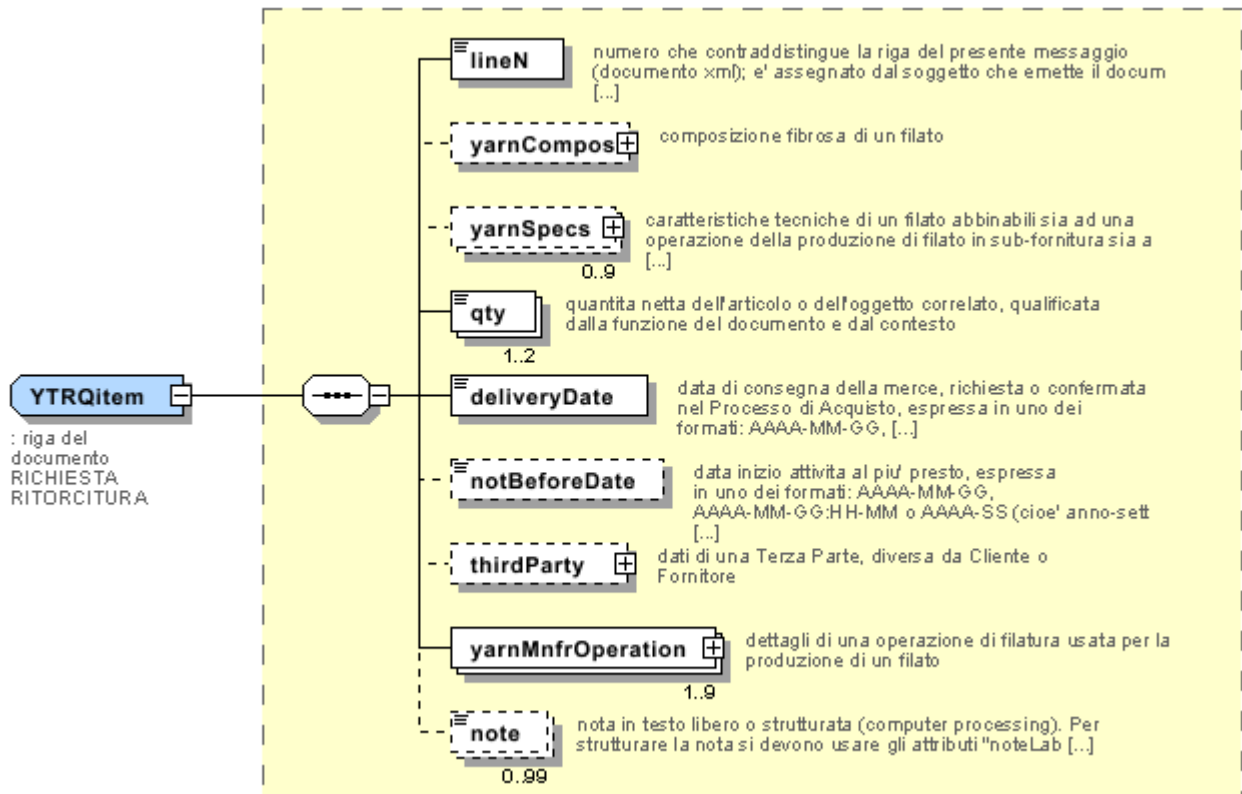 lineN
numero che contraddistingue la riga del presente messaggio
(documento xml); e' assegnato dal soggetto che emette il docum
[...]
yarnCompos
composizione fibrosa di un filato
yarnSpecs
caratteristiche tecniche di un filato abbinabili sia ad una
operazione della produzione di filato in sub-fornitura sia a
[...]
0..9
qty
quantita netta dell'articolo o dell'oggetto correlato, qualificata
dalla funzione del documento e dal contesto
1..2
YTRQitem
: riga del
documento
RICHIESTA
RITORCITURA
deliveryDate
data di consegna della merce, richiesta o confermata
nel Processo di Acquisto, espressa in uno dei
formati: AAAA-MM-GG, [...]
notBeforeDate
data inizio attivita al piu' presto, espressa
in uno dei formati: AAAA-MM-GG,
AAAA-MM-GG:HH-MM o AAAA-SS (cioe' anno-sett
[...]
thirdParty
dati di una Terza Parte, diversa da Cliente o
Fornitore
yarnMnfrOperation
dettagli di una operazione di filatura usata per la
produzione di un filato
1..9
note
nota in testo libero o strutturata (computer processing). Per
strutturare la nota si devono usare gli attributi "noteLab [...]
0..99